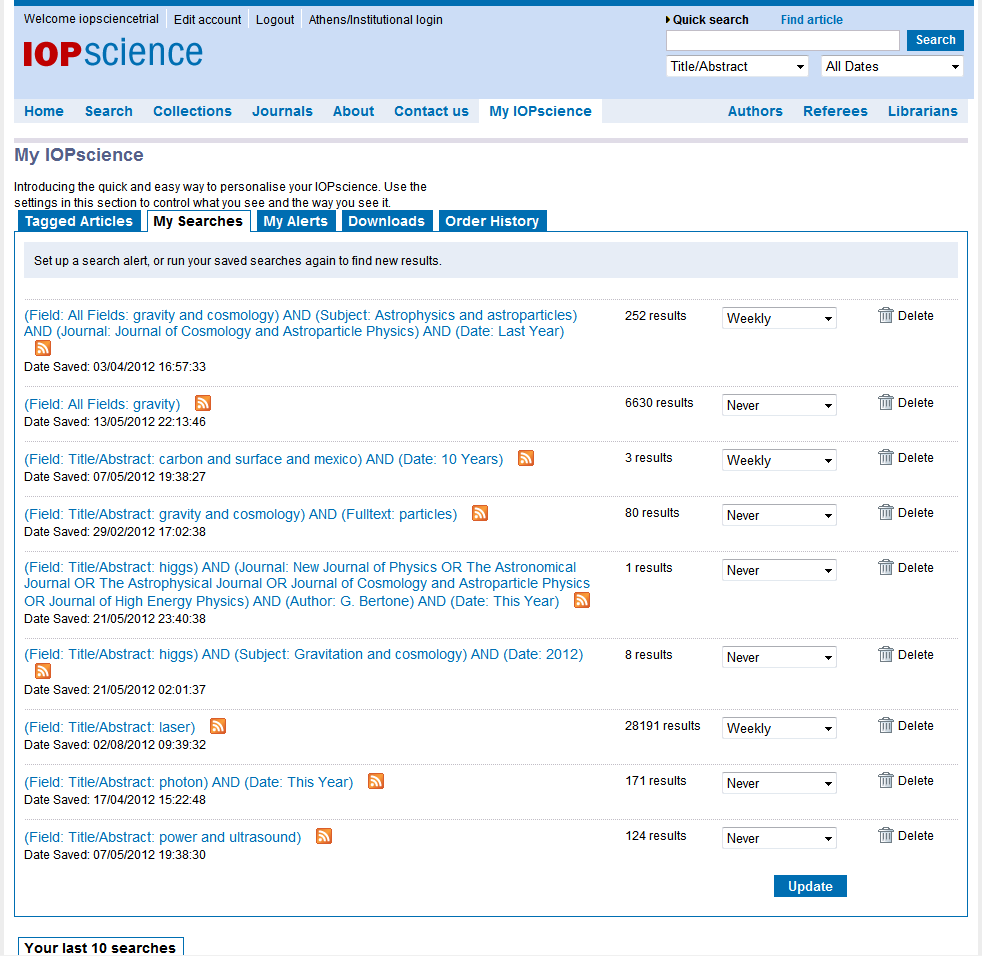 Welcome iopsciencetrial Edit account Logout Athens/Institutional login
Quick search Find article
IOPscience
Search
Title/Abstract All Dates
Home Search Collections Journals About Contact us My IOPscience Authors Referees Librarians
My IOPscience
Introducing the quick and easy way to personalise your IOPscience. Use the
settings in this section to control what you see and the way you see it.
Tagged Articles My Searches My Alerts Downloads Order History
Set up a search alert, or run your saved searches again to find new results.
(Field: All Fields: gravity and cosmology) AND (Subject: Astrophysics and astroparticles) 252 results Weekly Delete
AND (Journal: Journal of Cosmology and Astroparticle Physics) AND (Date: Last Year)
Date Saved: 03/04/2012 16:57:33
(Field: All Fields: gravity) 6630 results Never Delete
Date Saved: 13/05/2012 22:13:46
(Field: Title/Abstract: carbon and surface and mexico) AND (Date: 10 Years) 3 results Weekly Delete
Date Saved: 07/05/2012 19:38:27
(Field: Title/Abstract: gravity and cosmology) AND (Fulltext: particles) 80 results Never Delete
Date Saved: 29/02/2012 17:02:38
(Field: Title/Abstract: higgs) AND (Journal: New Journal of Physics OR The Astronomical 1 results Never Delete
Journal OR The Astrophysical Journal OR Journal of Cosmology and Astroparticle Physics
OR Journal of High Energy Physics) AND (Author: G. Bertone) AND (Date: This Year)
Date Saved: 21/05/2012 23:40:38
(Field: Title/Abstract: higgs) AND (Subject: Gravitation and cosmology) AND (Date: 2012) 8 results Never Delete
Date Saved: 21/05/2012 02:01:37
(Field: Title/Abstract: laser) 28191 results Weekly Delete
Date Saved: 02/08/2012 09:39:32
(Field: Title/Abstract: photon) AND (Date: This Year) 171 results Never Delete
Date Saved: 17/04/2012 15:22:48
(Field: Title/Abstract: power and ultrasound) 124 results Never Delete
Date Saved: 07/05/2012 19:38:30
Update
Your last 10 searches